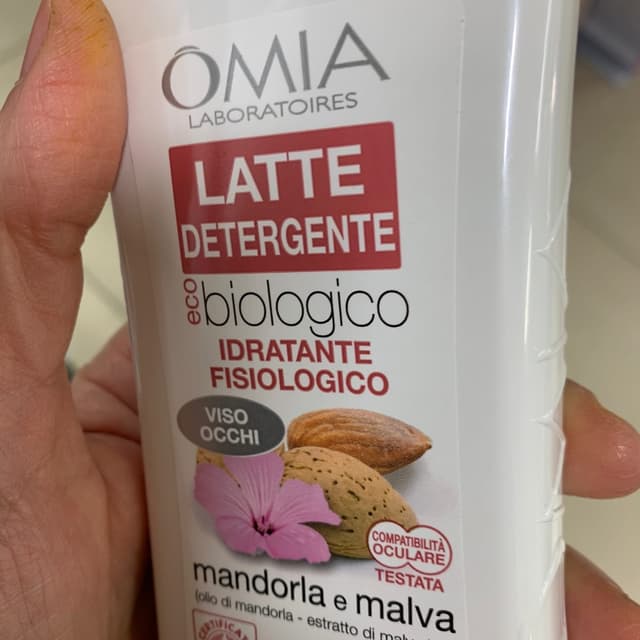 ÔMIA
LABORATOIRES
LATTE
DETERGENTE
eco biologico
IDRATANTE
FISIOLOGICO
VISO
OCCHI
COMPATIBILITÀ
OCULARE
TESTATA
mandorla e malva
(olio di mandorla - estratto di